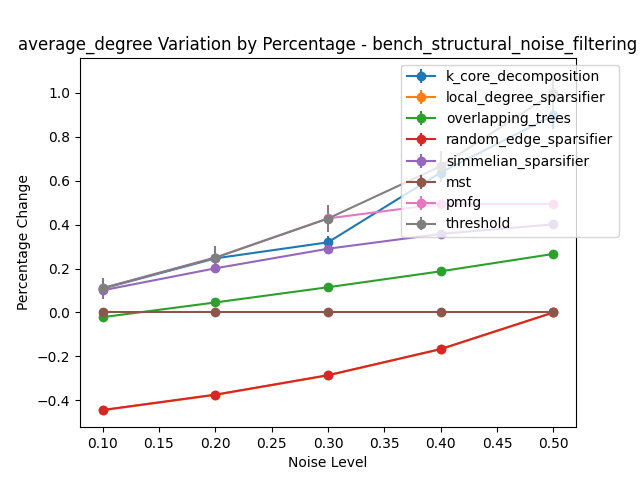 average_degree Variation by Percentage - bench_structural_noise_filtering
k_core_decomposition
local_degree_sparsifier
overlapping_trees
random_edge_sparsifier
simmelian_sparsifier
mst
pmfg
threshold
Percentage Change
1.0
0.8
0.6
0.4
0.2
0.0
−0.2
−0.4
0.10 0.15 0.20 0.25 0.30 0.35 0.40 0.45 0.50
Noise Level